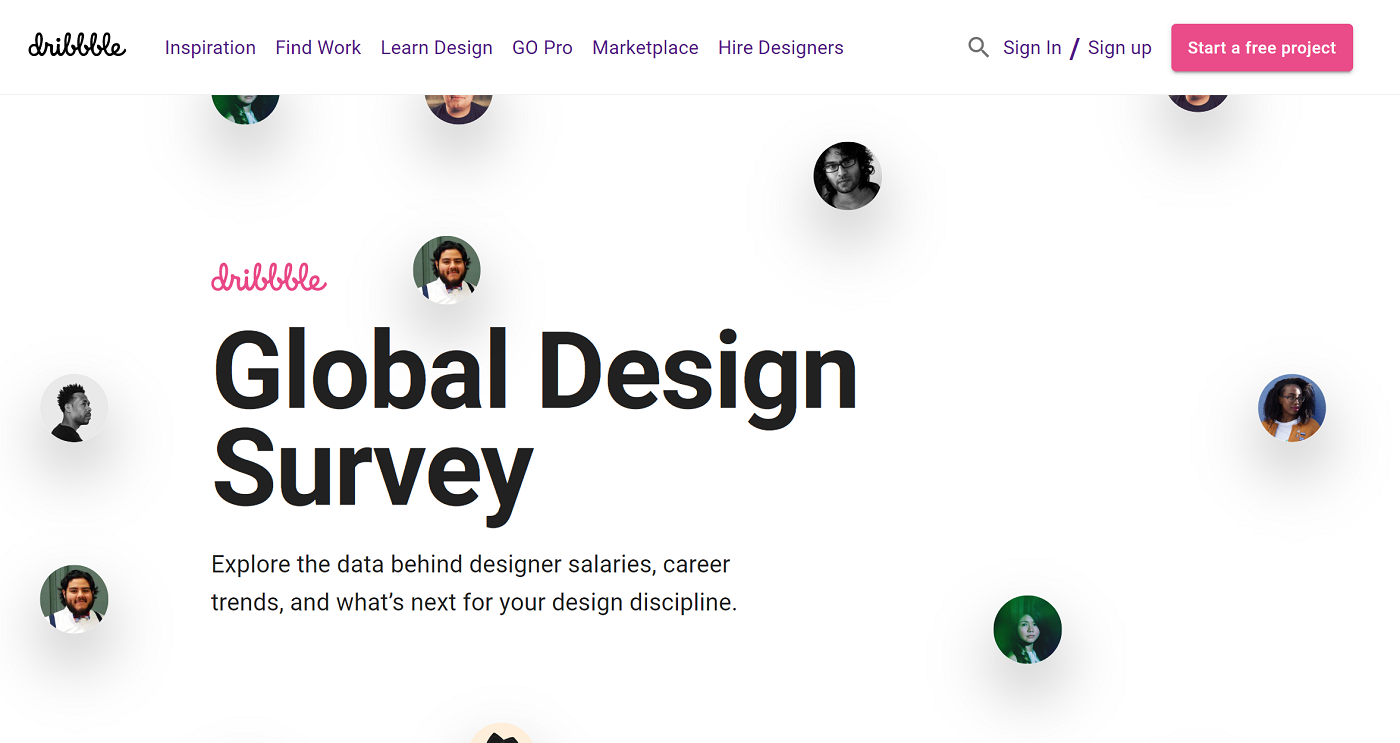 dribbble
Inspiration Find Work Learn Design GO Pro Marketplace Hire Designers
Sign In / Sign up
Start a free project
dribbble
Global Design
Survey
Explore the data behind designer salaries, career
trends, and what’s next for your design discipline.